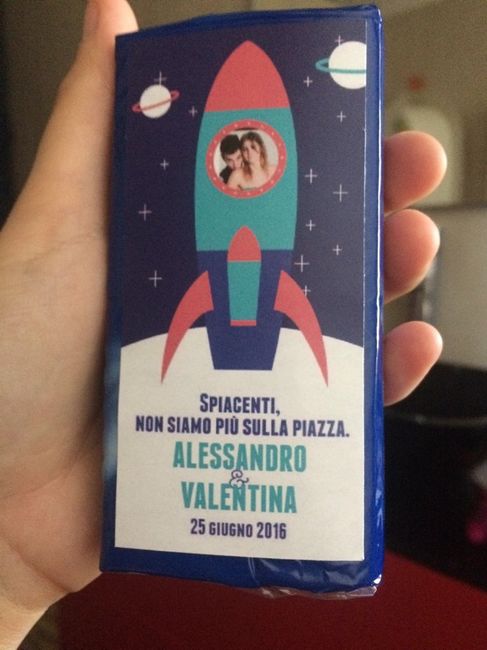 SPIACENTI,
NON SIAMO PIÙ SULLA PIAZZA.
ALESSANDRO
&
VALENTINA
25 GIUGNO 2016